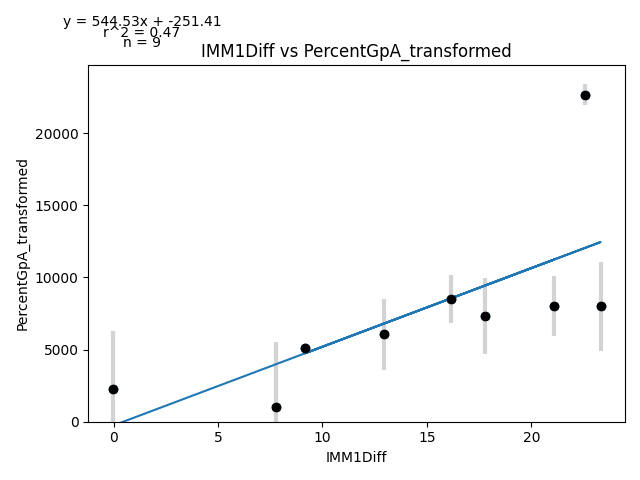 y = 544.53x + -251.41
r^2 = 0.47
n = 9
IMM1Diff vs PercentGpA_transformed
PercentGpA_transformed
20000
15000
10000
5000
0
0 5 10 15 20
IMM1Diff